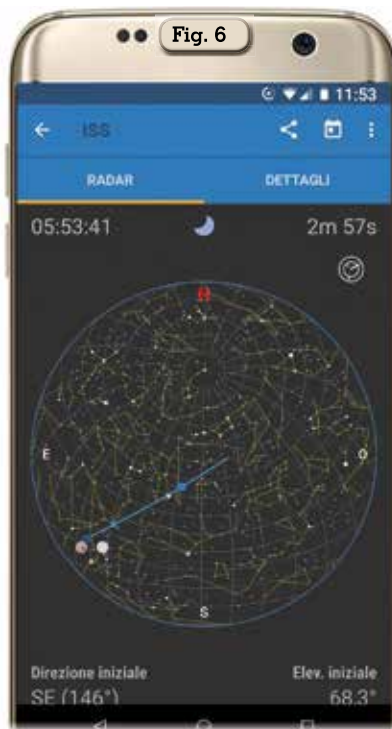 Fig. 6
11:53
ISS
RADAR DETTAGLI
05:53:41 2m 57s
N
E O
S
Direzione iniziale Elev. iniziale
SE (146°) 68.3°